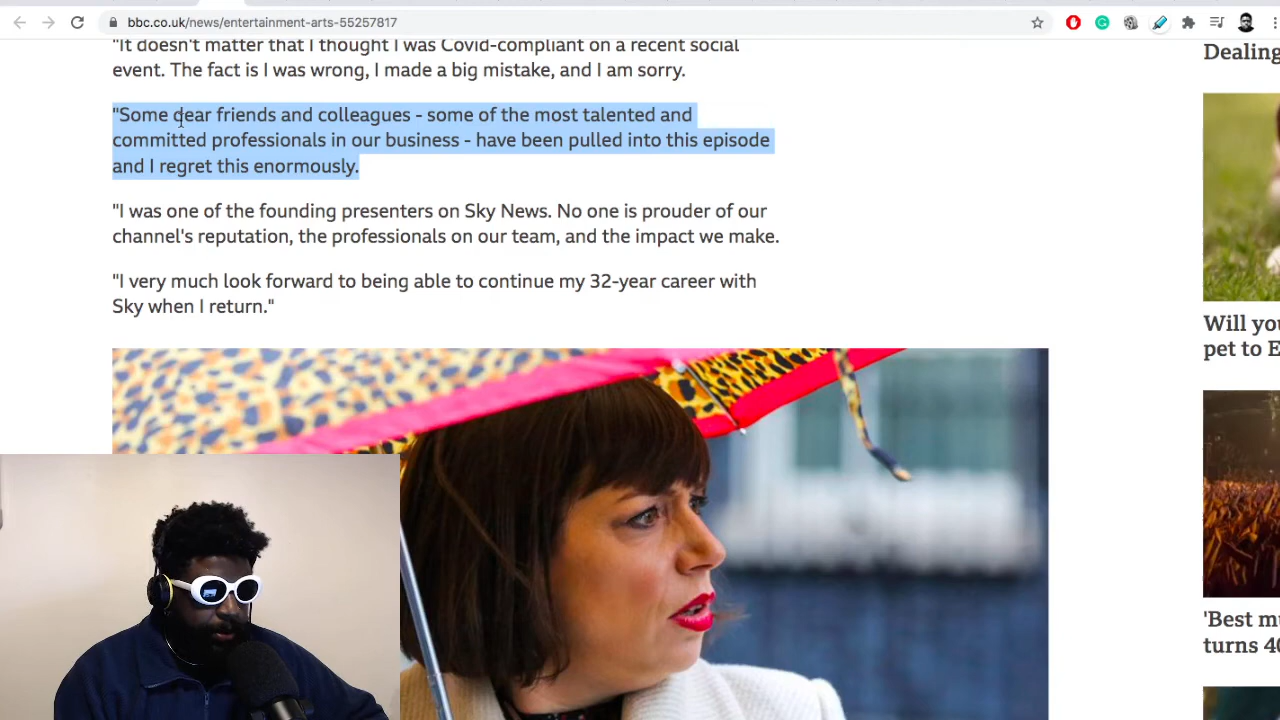 bbc.co.uk/news/entertainment-arts-55257817
"It doesn't matter that I thought I was Covid-compliant on a recent social
event. The fact is I was wrong, I made a big mistake, and I am sorry.
"Some dear friends and colleagues - some of the most talented and
committed professionals in our business - have been pulled into this episode
and I regret this enormously.
"I was one of the founding presenters on Sky News. No one is prouder of our
channel's reputation, the professionals on our team, and the impact we make.
"I very much look forward to being able to continue my 32-year career with
Sky when I return."
Dealing
Will you
pet to E
'Best mu
turns 40